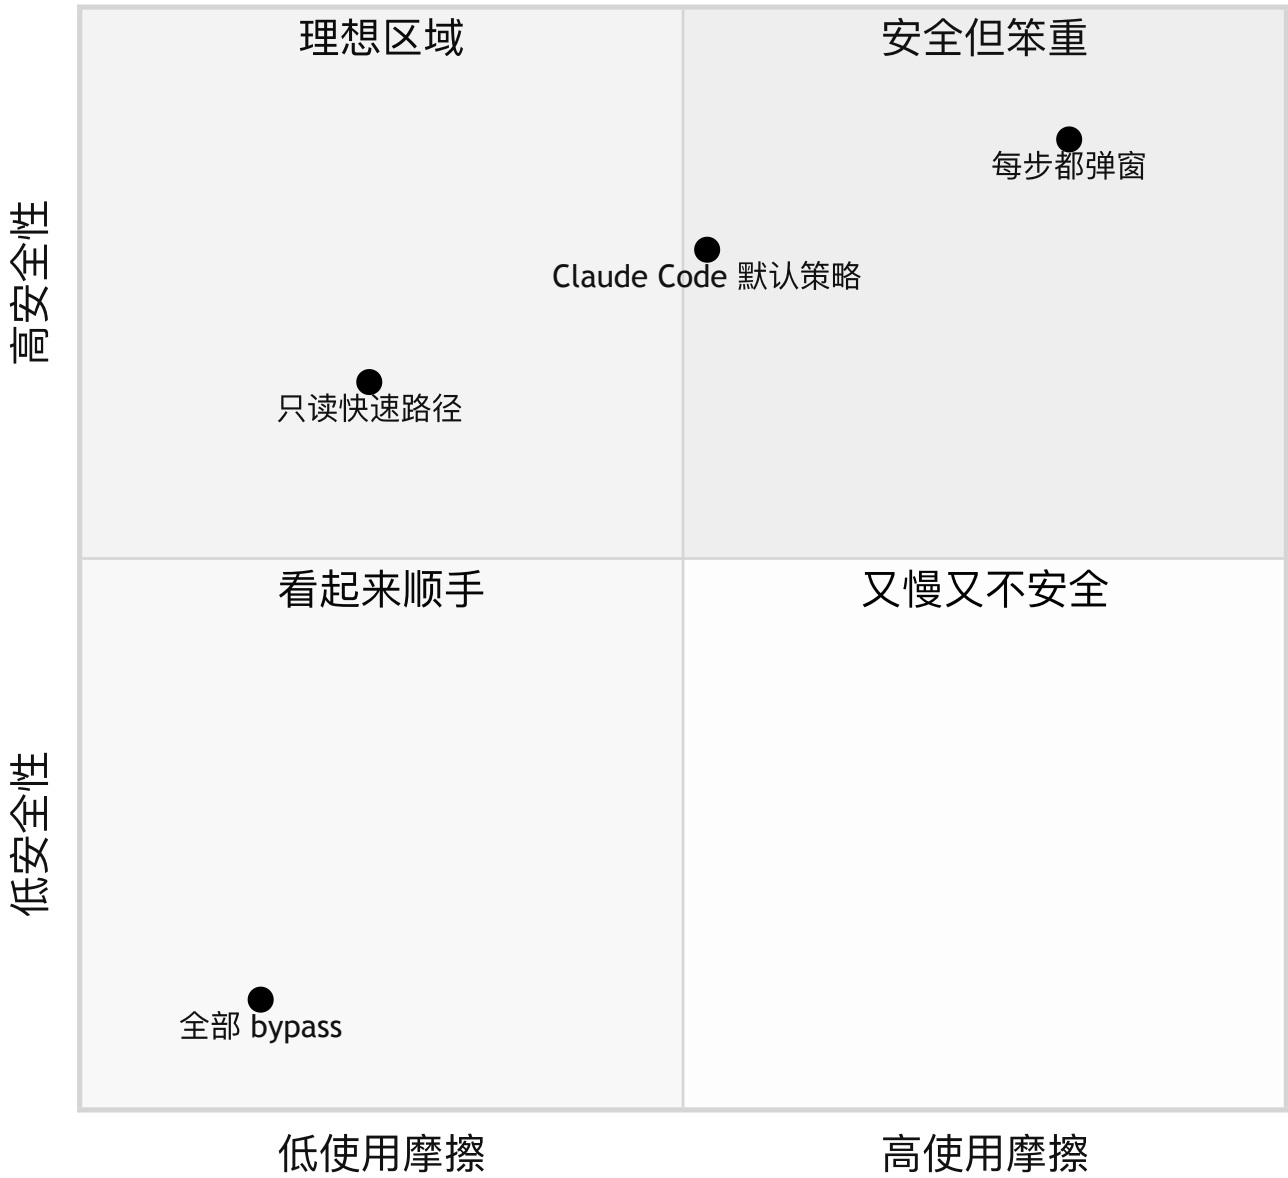 理想区域
安全但笨重
每步都弹窗
高安全性
Claude Code 默认策略
只读快速路径
看起来顺手
又慢又不安全
低安全性
全部 bypass
低使用摩擦
高使用摩擦